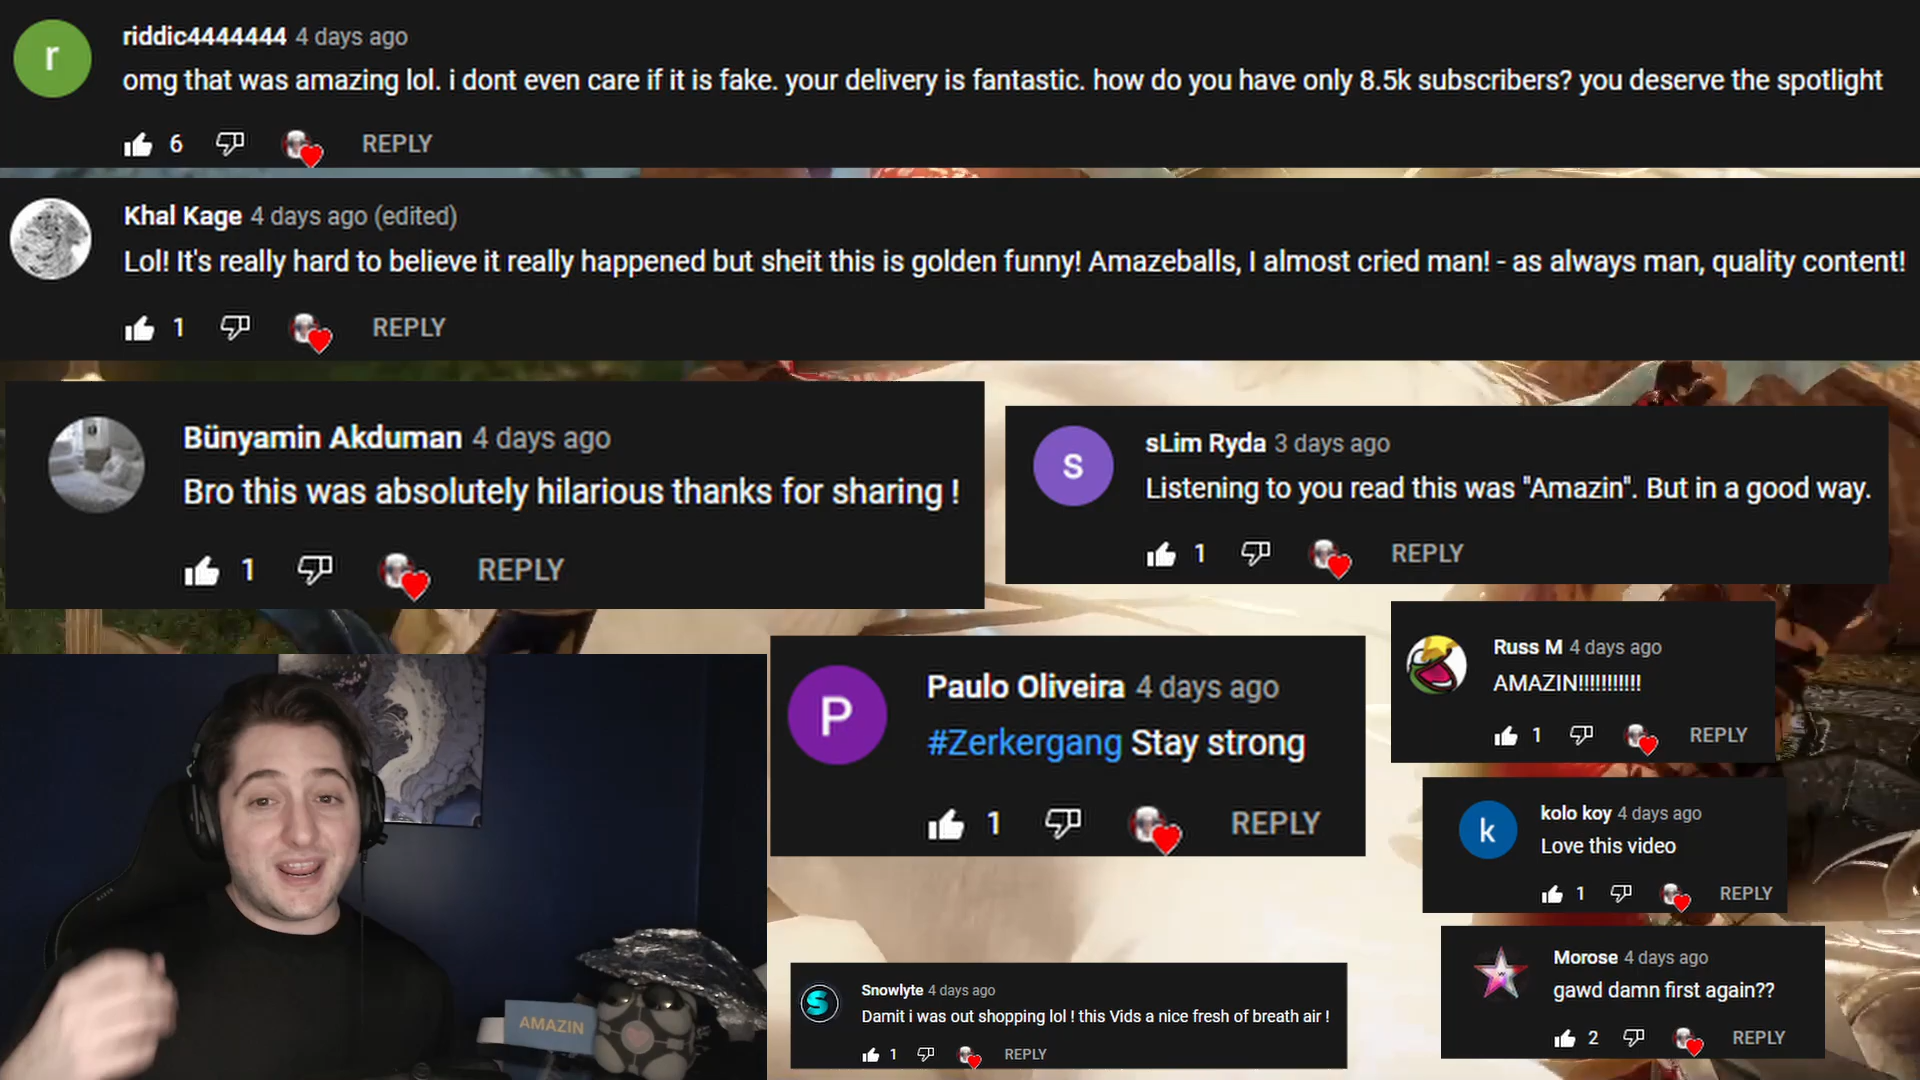 riddic4444444 4 days ago
omg that was amazing lol. i dont even care if it is fake. your delivery is fantastic. how do you have only 8.5k subscribers? you deserve the spotlight
6 REPLY
Khal Kage 4 days ago (edited)
Lol! It's really hard to believe it really happened but sheit this is golden funny! Amazeballs, I almost cried man! - as always man, quality content!
1 REPLY
Bünyamin Akduman 4 days ago
Bro this was absolutely hilarious thanks for sharing !
1 REPLY
S
sLim Ryda 3 days ago
Listening to you read this was "Amazin". But in a good way.
1 REPLY
P
Paulo Oliveira 4 days ago
#Zerkergang Stay strong
1 REPLY
Russ M 4 days ago
AMAZIN!!!!!!!!!!!
1 REPLY
k
kolo koy 4 days ago
Love this video
1 REPLY
Morose 4 days ago
gawd damn first again??
2 REPLY
S
Snowlyte 4 days ago
Damit i was out shopping lol ! this Vids a nice fresh of breath air !
1 REPLY
AMAZIN
r